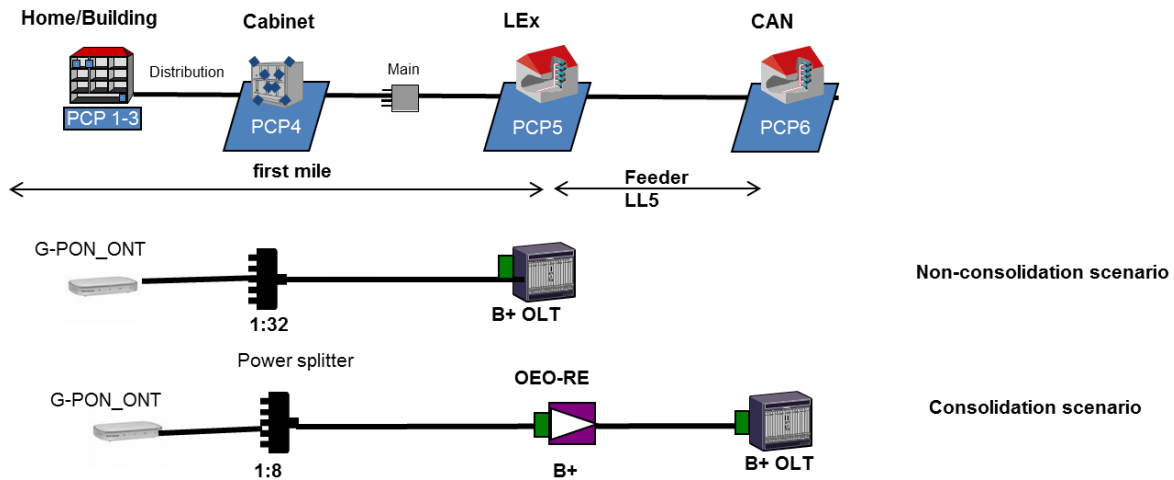 Home/Building
Cabinet
LEx
CAN
Distribution
Main
PCP 1-3
PCP4
PCP5
PCP6
first mile
Feeder
LL5
G-PON_ONT
1:32
B+ OLT
Non-consolidation scenario
Power splitter
G-PON_ONT
1:8
OEO-RE
B+
B+ OLT
Consolidation scenario